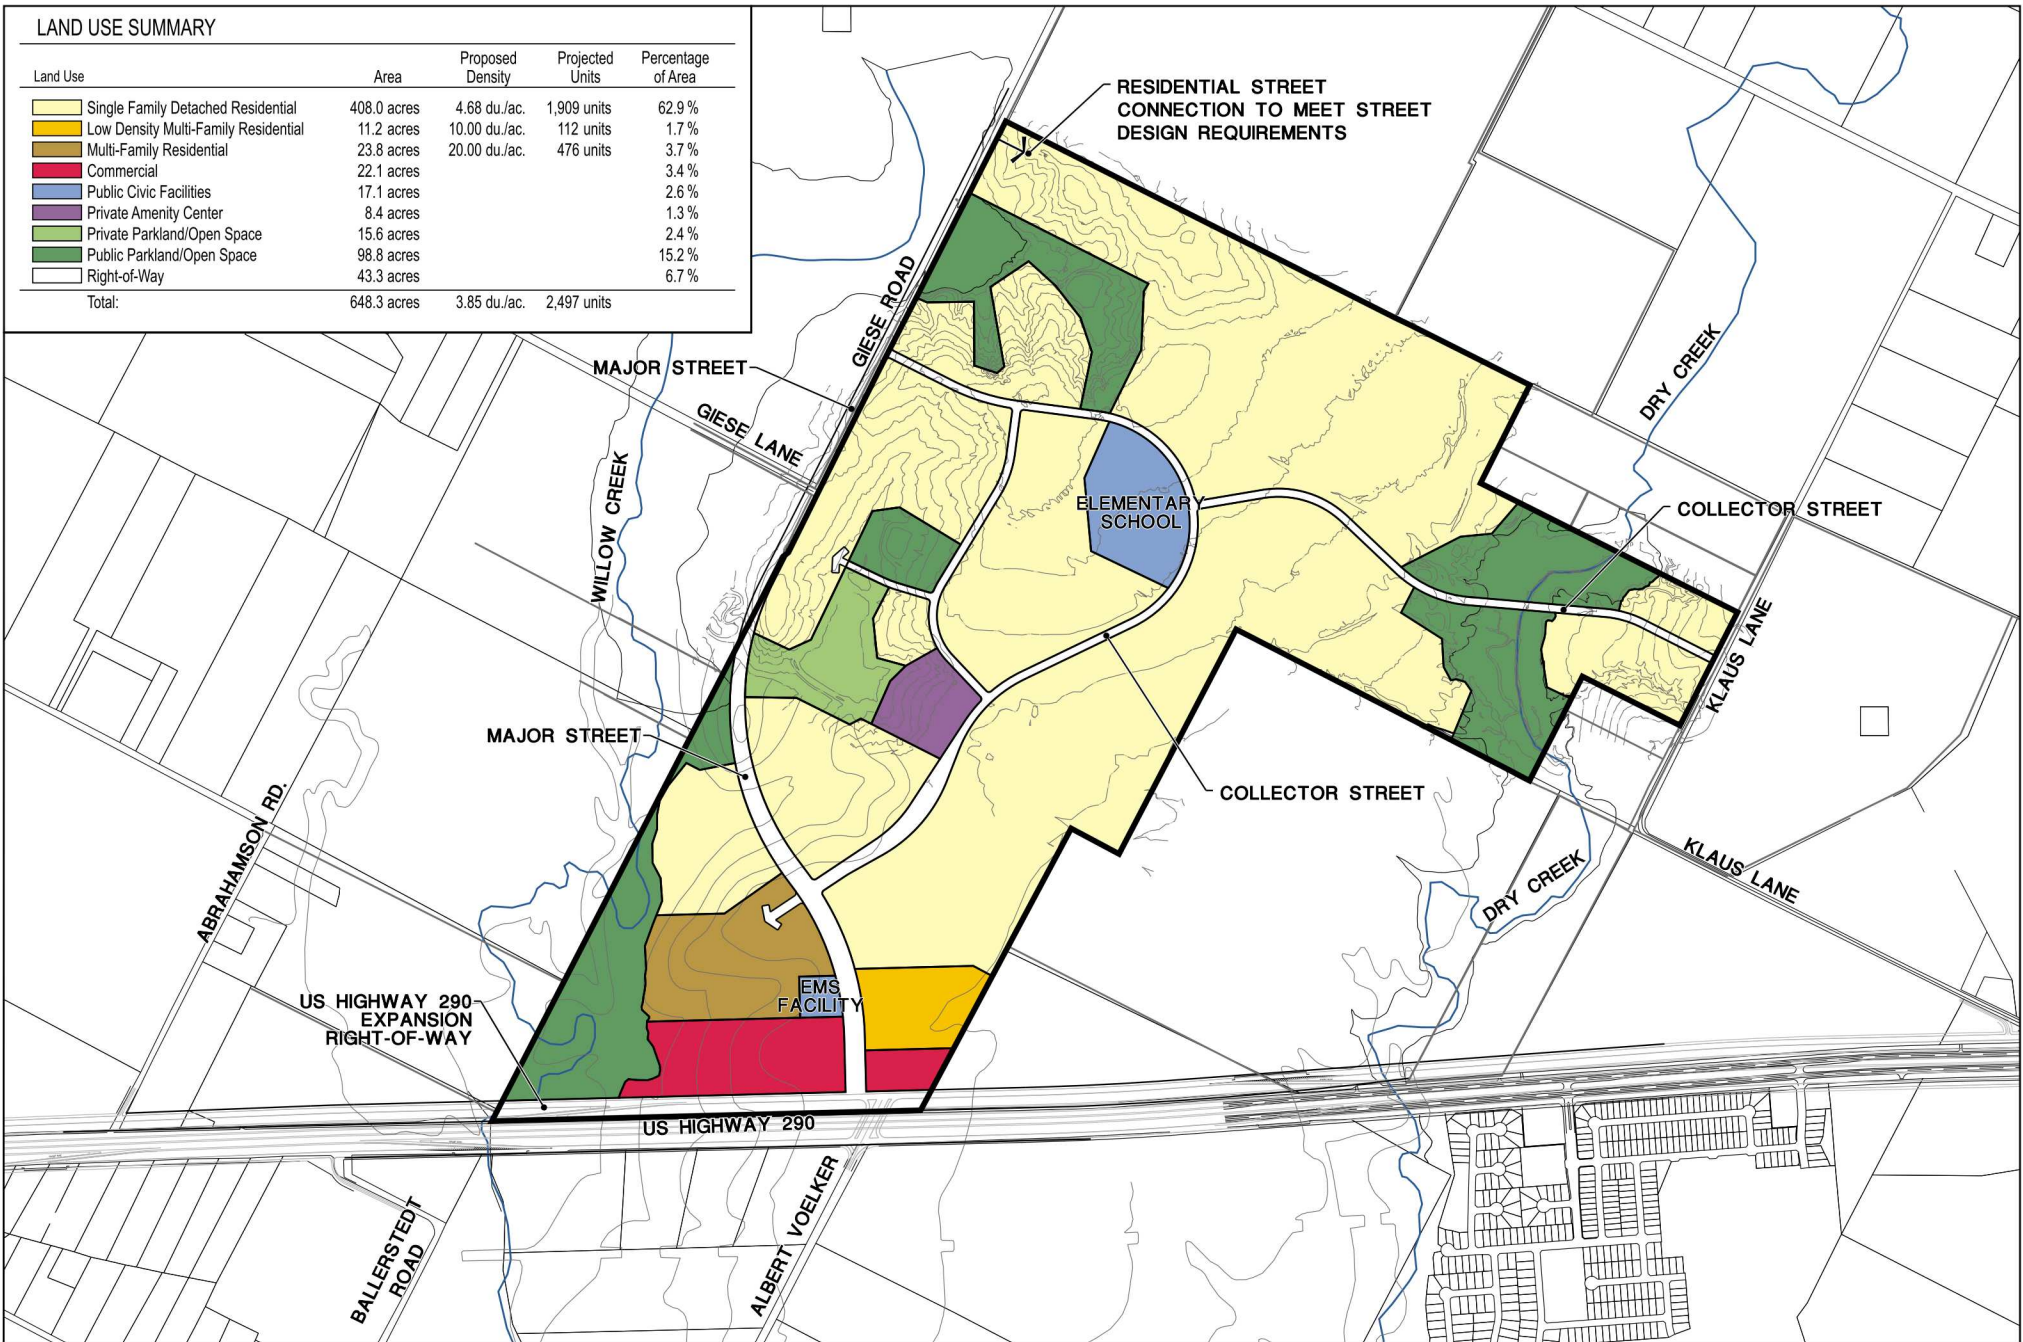 LAND USE SUMMARY
Land Use Area Proposed Density Projected Units Percentage of Area
Single Family Detached Residential 408.0 acres 4.68 du./ac. 1,909 units 62.9 %
Low Density Multi-Family Residential 11.2 acres 10.00 du./ac. 112 units 1.7 %
Multi-Family Residential 23.8 acres 20.00 du./ac. 476 units 3.7 %
Commercial 22.1 acres 3.4 %
Public Civic Facilities 17.1 acres 2.6 %
Private Amenity Center 8.4 acres 1.3 %
Private Parkland/Open Space 15.6 acres 2.4 %
Public Parkland/Open Space 98.8 acres 15.2 %
Right-of-Way 43.3 acres 6.7 %
Total: 648.3 acres 3.85 du./ac. 2,497 units
RESIDENTIAL STREET
CONNECTION TO MEET STREET
DESIGN REQUIREMENTS
GIESE ROAD
MAJOR STREET
GIESE LANE
WILLOW CREEK
DRY CREEK
ELEMENTARY
SCHOOL
COLLECTOR STREET
KLAUS LANE
MAJOR STREET
COLLECTOR STREET
ABRAHAMSON RD.
KLAUS LANE
DRY CREEK
EMS
FACILITY
US HIGHWAY 290
EXPANSION
RIGHT-OF-WAY
US HIGHWAY 290
BALLERSTEDT
ROAD
ALBERT VOELKER